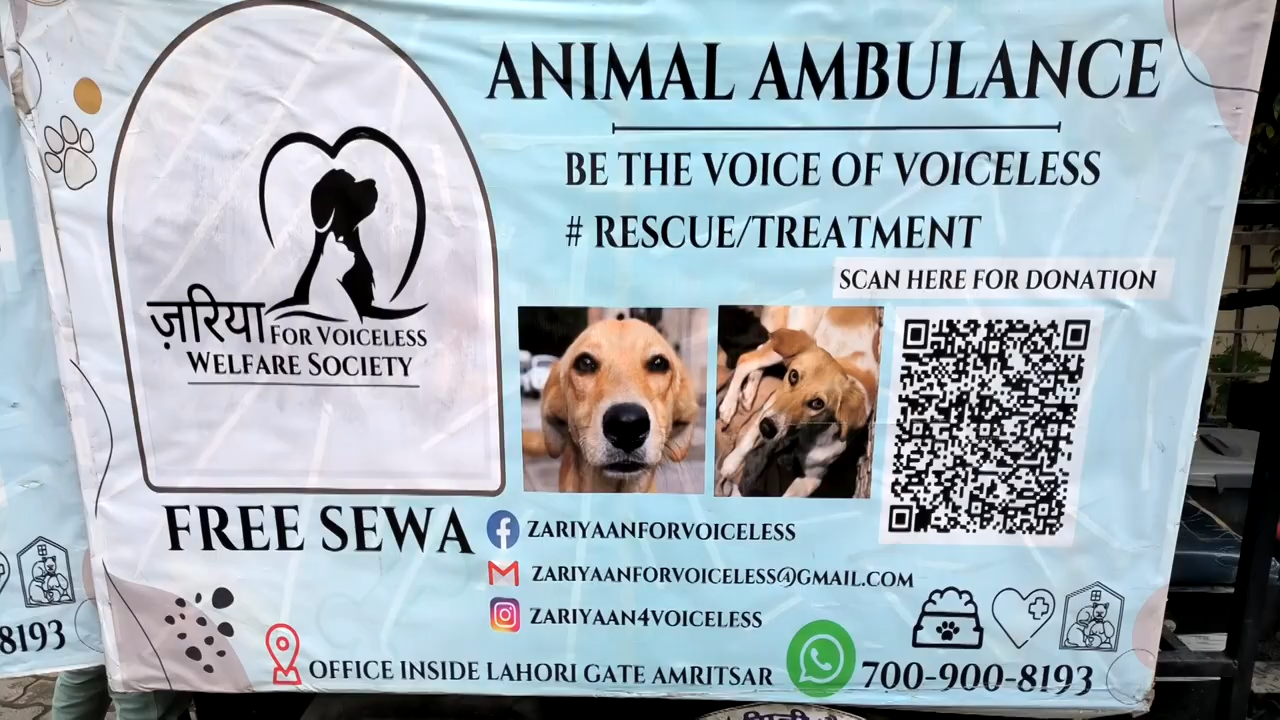 ANIMAL AMBULANCE
BE THE VOICE OF VOICELESS
# RESCUE/TREATMENT
SCAN HERE FOR DONATION
ज़रिया FOR VOICELESS
WELFARE SOCIETY
FREE SEWA
ZARIYAANFORVOICELESS
ZARIYAANFORVOICELESS@GMAIL.COM
ZARIYAAN4VOICELESS
OFFICE INSIDE LAHORI GATE AMRITSAR
700-900-8193
8193